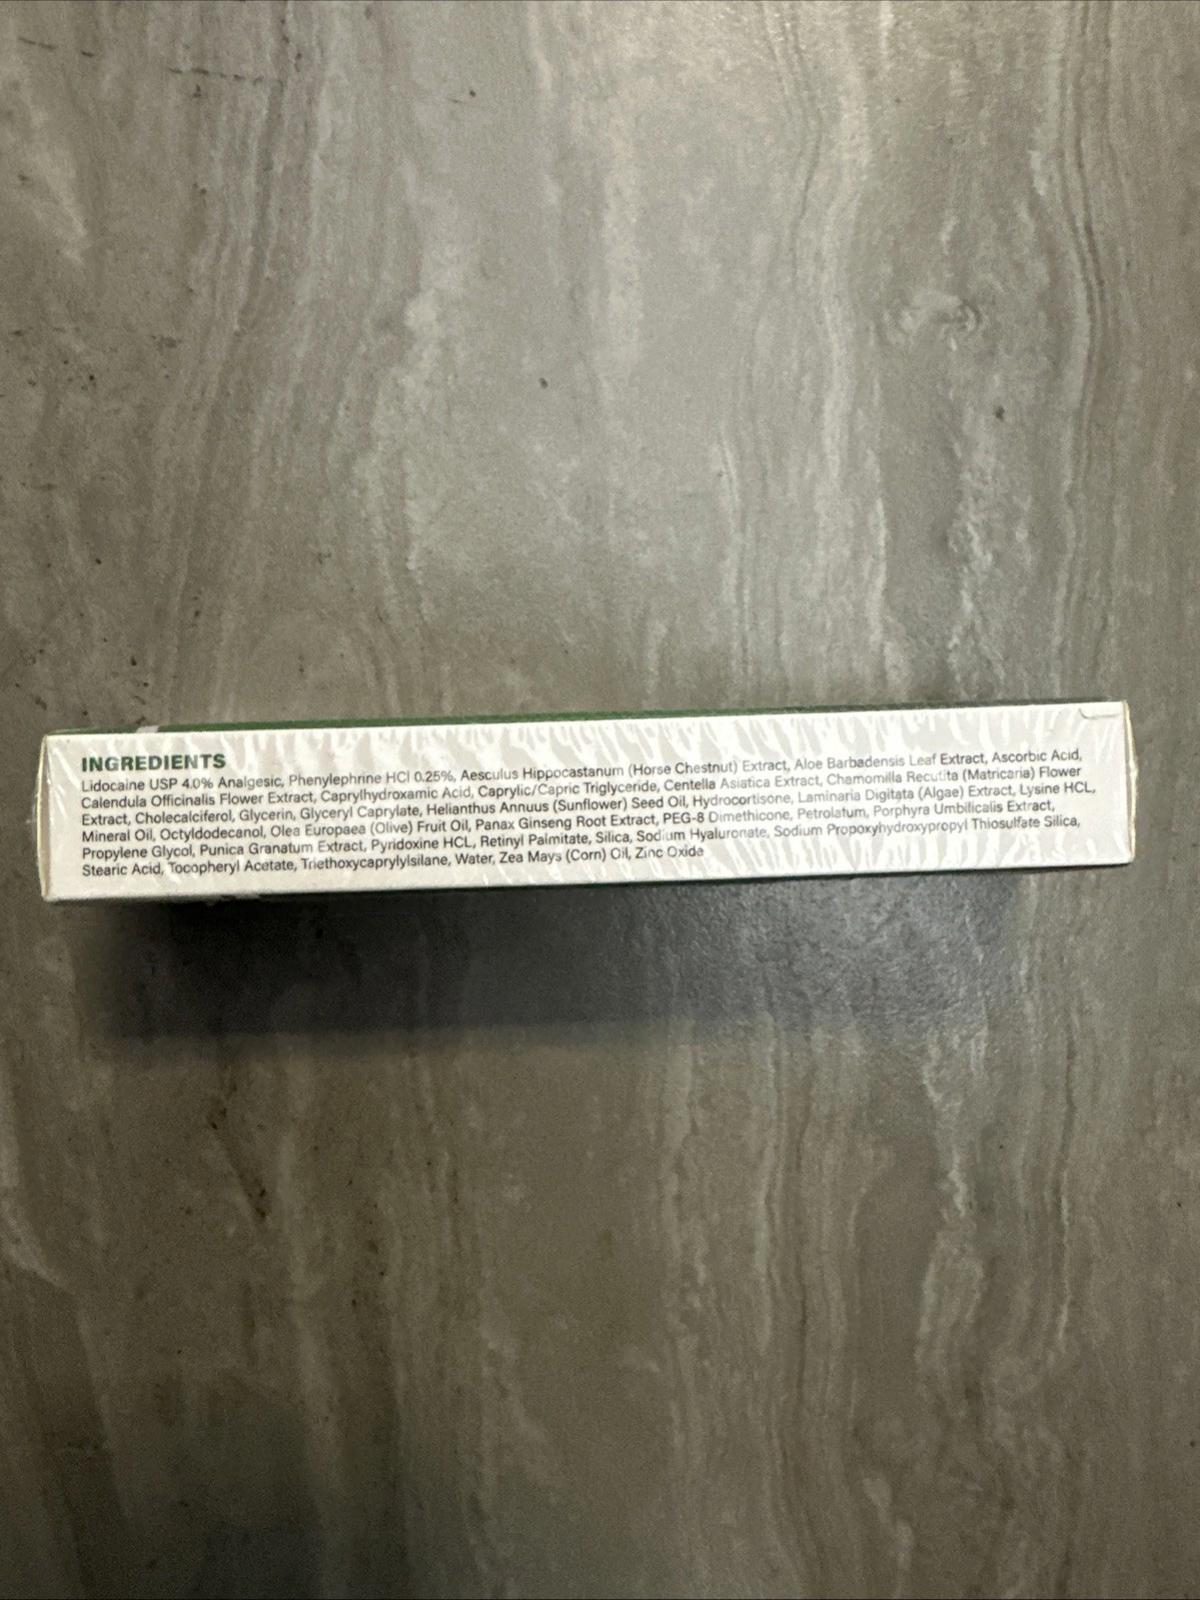 INGREDIENTS
Lidocaine USP 4.0% Analgesic, Phenylephrine HCl 0.25%, Aesculus Hippocastanum (Horse Chestnut) Extract, Aloe Barbadensis Leaf Extract, Ascorbic Acid,
Calendula Officinalis Flower Extract, Caprylhydroxamic Acid, Caprylic/Capric Triglyceride, Centella Asiatica Extract, Chamomilla Recutita (Matricaria) Flower
Extract, Cholecalciferol, Glycerin, Glyceryl Caprylate, Helianthus Annuus (Sunflower) Seed Oil, Hydrocortisone, Laminaria Digitata (Algae) Extract, Lysine HCL,
Mineral Oil, Octyldodecanol, Olea Europaea (Olive) Fruit Oil, Panax Ginseng Root Extract, PEG-8 Dimethicone, Petrolatum, Porphyra Umbilicalis Extract,
Propylene Glycol, Punica Granatum Extract, Pyridoxine HCL, Retinyl Palmitate, Silica, Sodium Hyaluronate, Sodium Propoxyhydroxypropyl Thiosulfate Silica,
Stearic Acid, Tocopheryl Acetate, Triethoxycaprylylsilane, Water, Zea Mays (Corn) Oil, Zinc Oxide